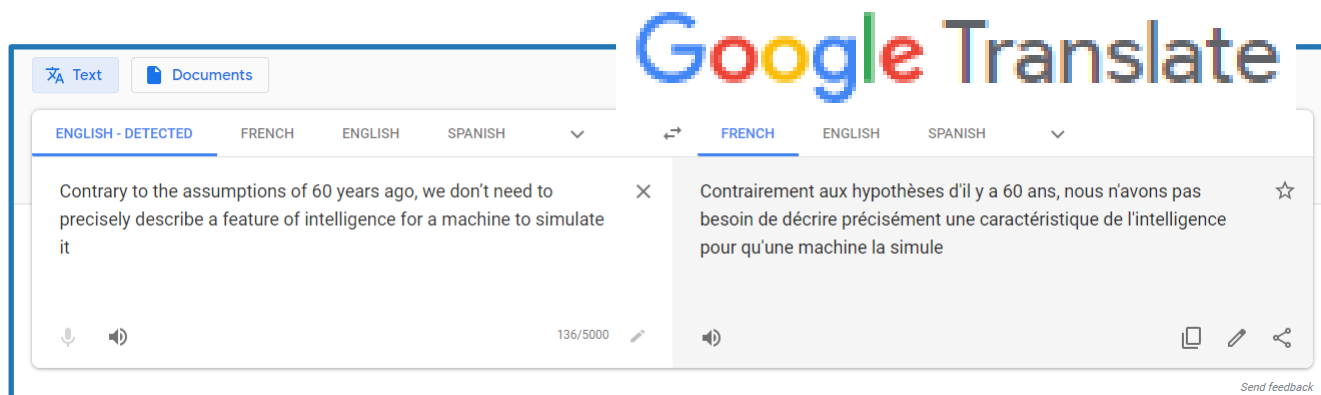 Google Translate
Text
Documents
ENGLISH - DETECTED FRENCH ENGLISH SPANISH
FRENCH ENGLISH SPANISH
Contrary to the assumptions of 60 years ago, we don’t need to
precisely describe a feature of intelligence for a machine to simulate
it
Contrairement aux hypothèses d'il y a 60 ans, nous n'avons pas
besoin de décrire précisément une caractéristique de l'intelligence
pour qu'une machine la simule
136/5000
Send feedback